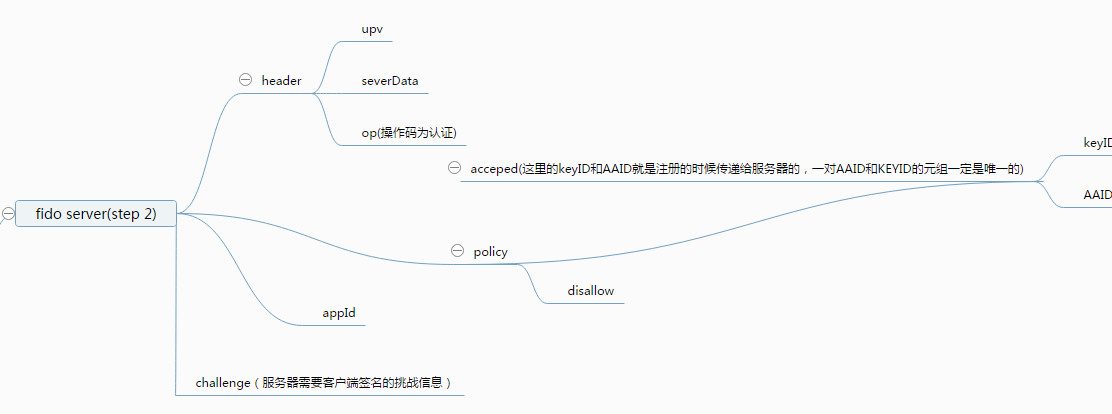 upv
header
severData
op(操作码为认证)
keyID
acceped(这里的keyID和AAID就是注册的时候传递给服务器的，一对AAID和KEYID的元组一定是唯一的)
AAID
fido server(step 2)
policy
disallow
appId
challenge（服务器需要客户端签名的挑战信息）